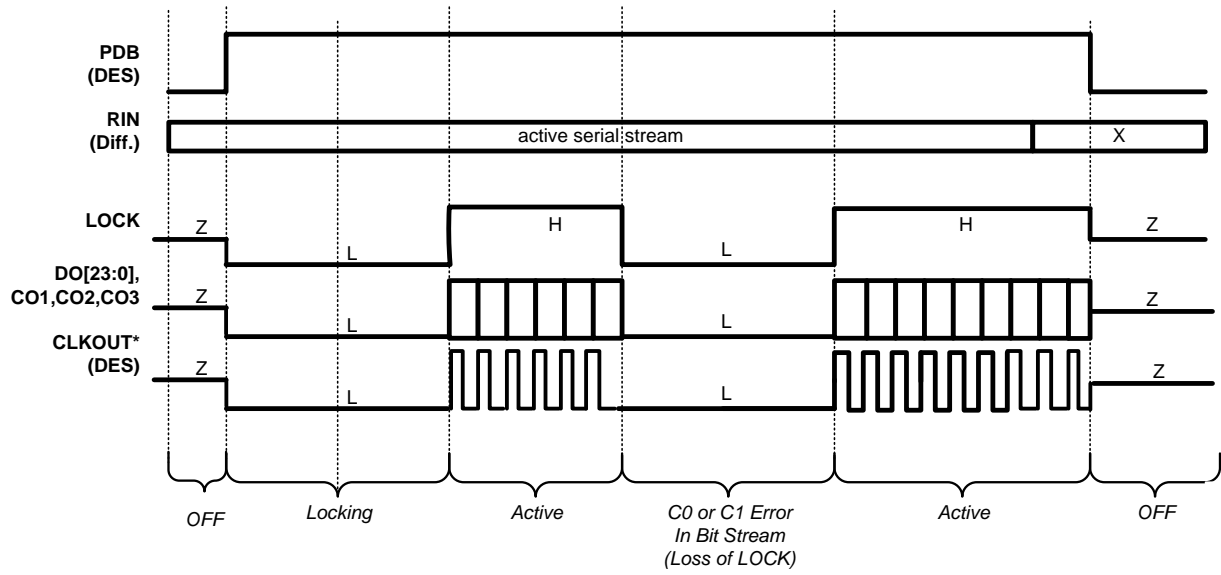 PDB
(DES)
RIN
(Diff.)
active serial stream
X
LOCK
Z
L
H
L
H
Z
DO[23:0],
CO1,CO2,CO3
Z
L
L
Z
CLKOUT*
(DES)
Z
L
L
Z
OFF
Locking
Active
C0 or C1 Error
In Bit Stream
(Loss of LOCK)
Active
OFF